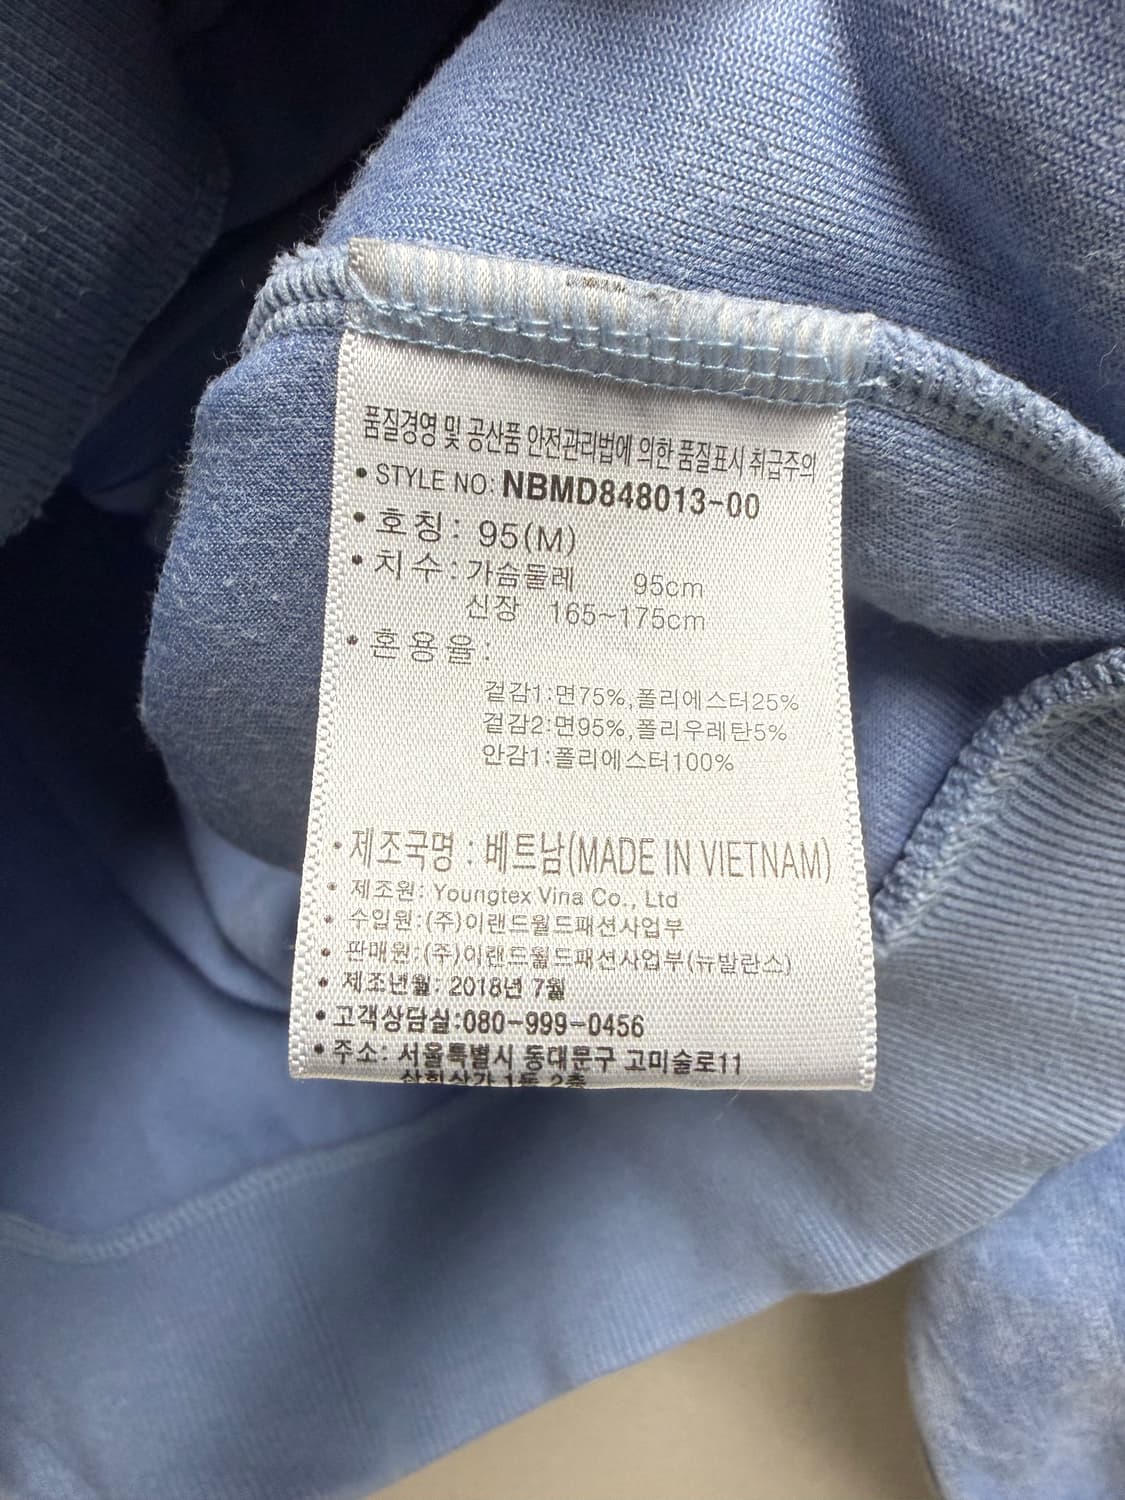 품질경영 및 공산품 안전관리법에 의한 품질표시 취급주의
• STYLE NO: NBMD848013-00
• 호칭: 95(M)
• 치수: 가슴둘레 95cm
신장 165~175cm
• 혼용율:
겉감1:면75%,폴리에스터25%
겉감2:면95%,폴리우레탄5%
안감1:폴리에스터100%
• 제조국명 : 베트남(MADE IN VIETNAM)
• 제조원: Youngtex Vina Co., Ltd
• 수입원:(주)이랜드월드패션사업부
• 판매원:(주)이랜드월드패션사업부(뉴발란스)
• 제조년월: 2018년 7월
• 고객상담실:080-999-0456
• 주소: 서울특별시 동대문구 고미술로11